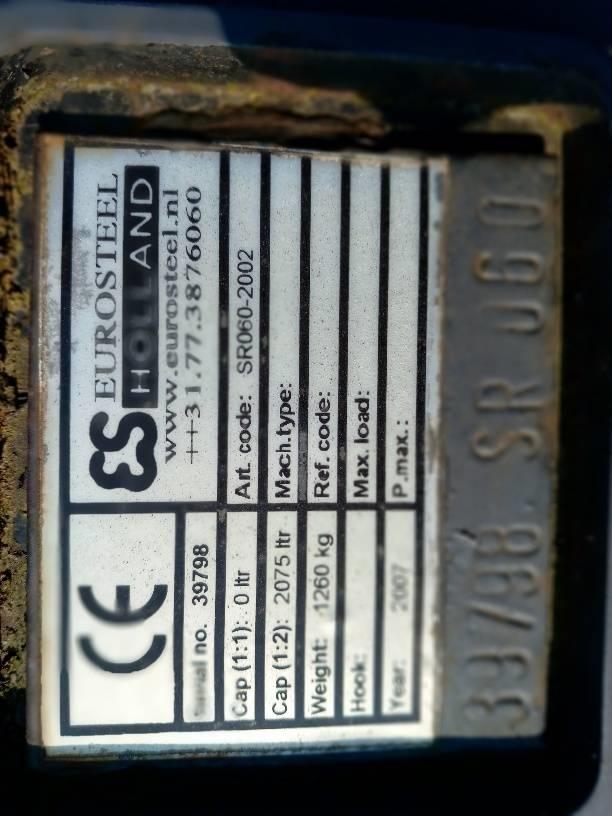 CE
ES EUROSTEEL
HOLLAND
www.eurosteel.nl
++31.77.3876060
Serial no. 39798
Art. code: SR060-2002
Cap (1:1): 0 ltr
Mach.type:
Cap (1:2): 2075 ltr
Ref. code:
Weight: 1260 kg
Max. load:
Hook:
P.max.:
Year: 2007
39798 SR 060